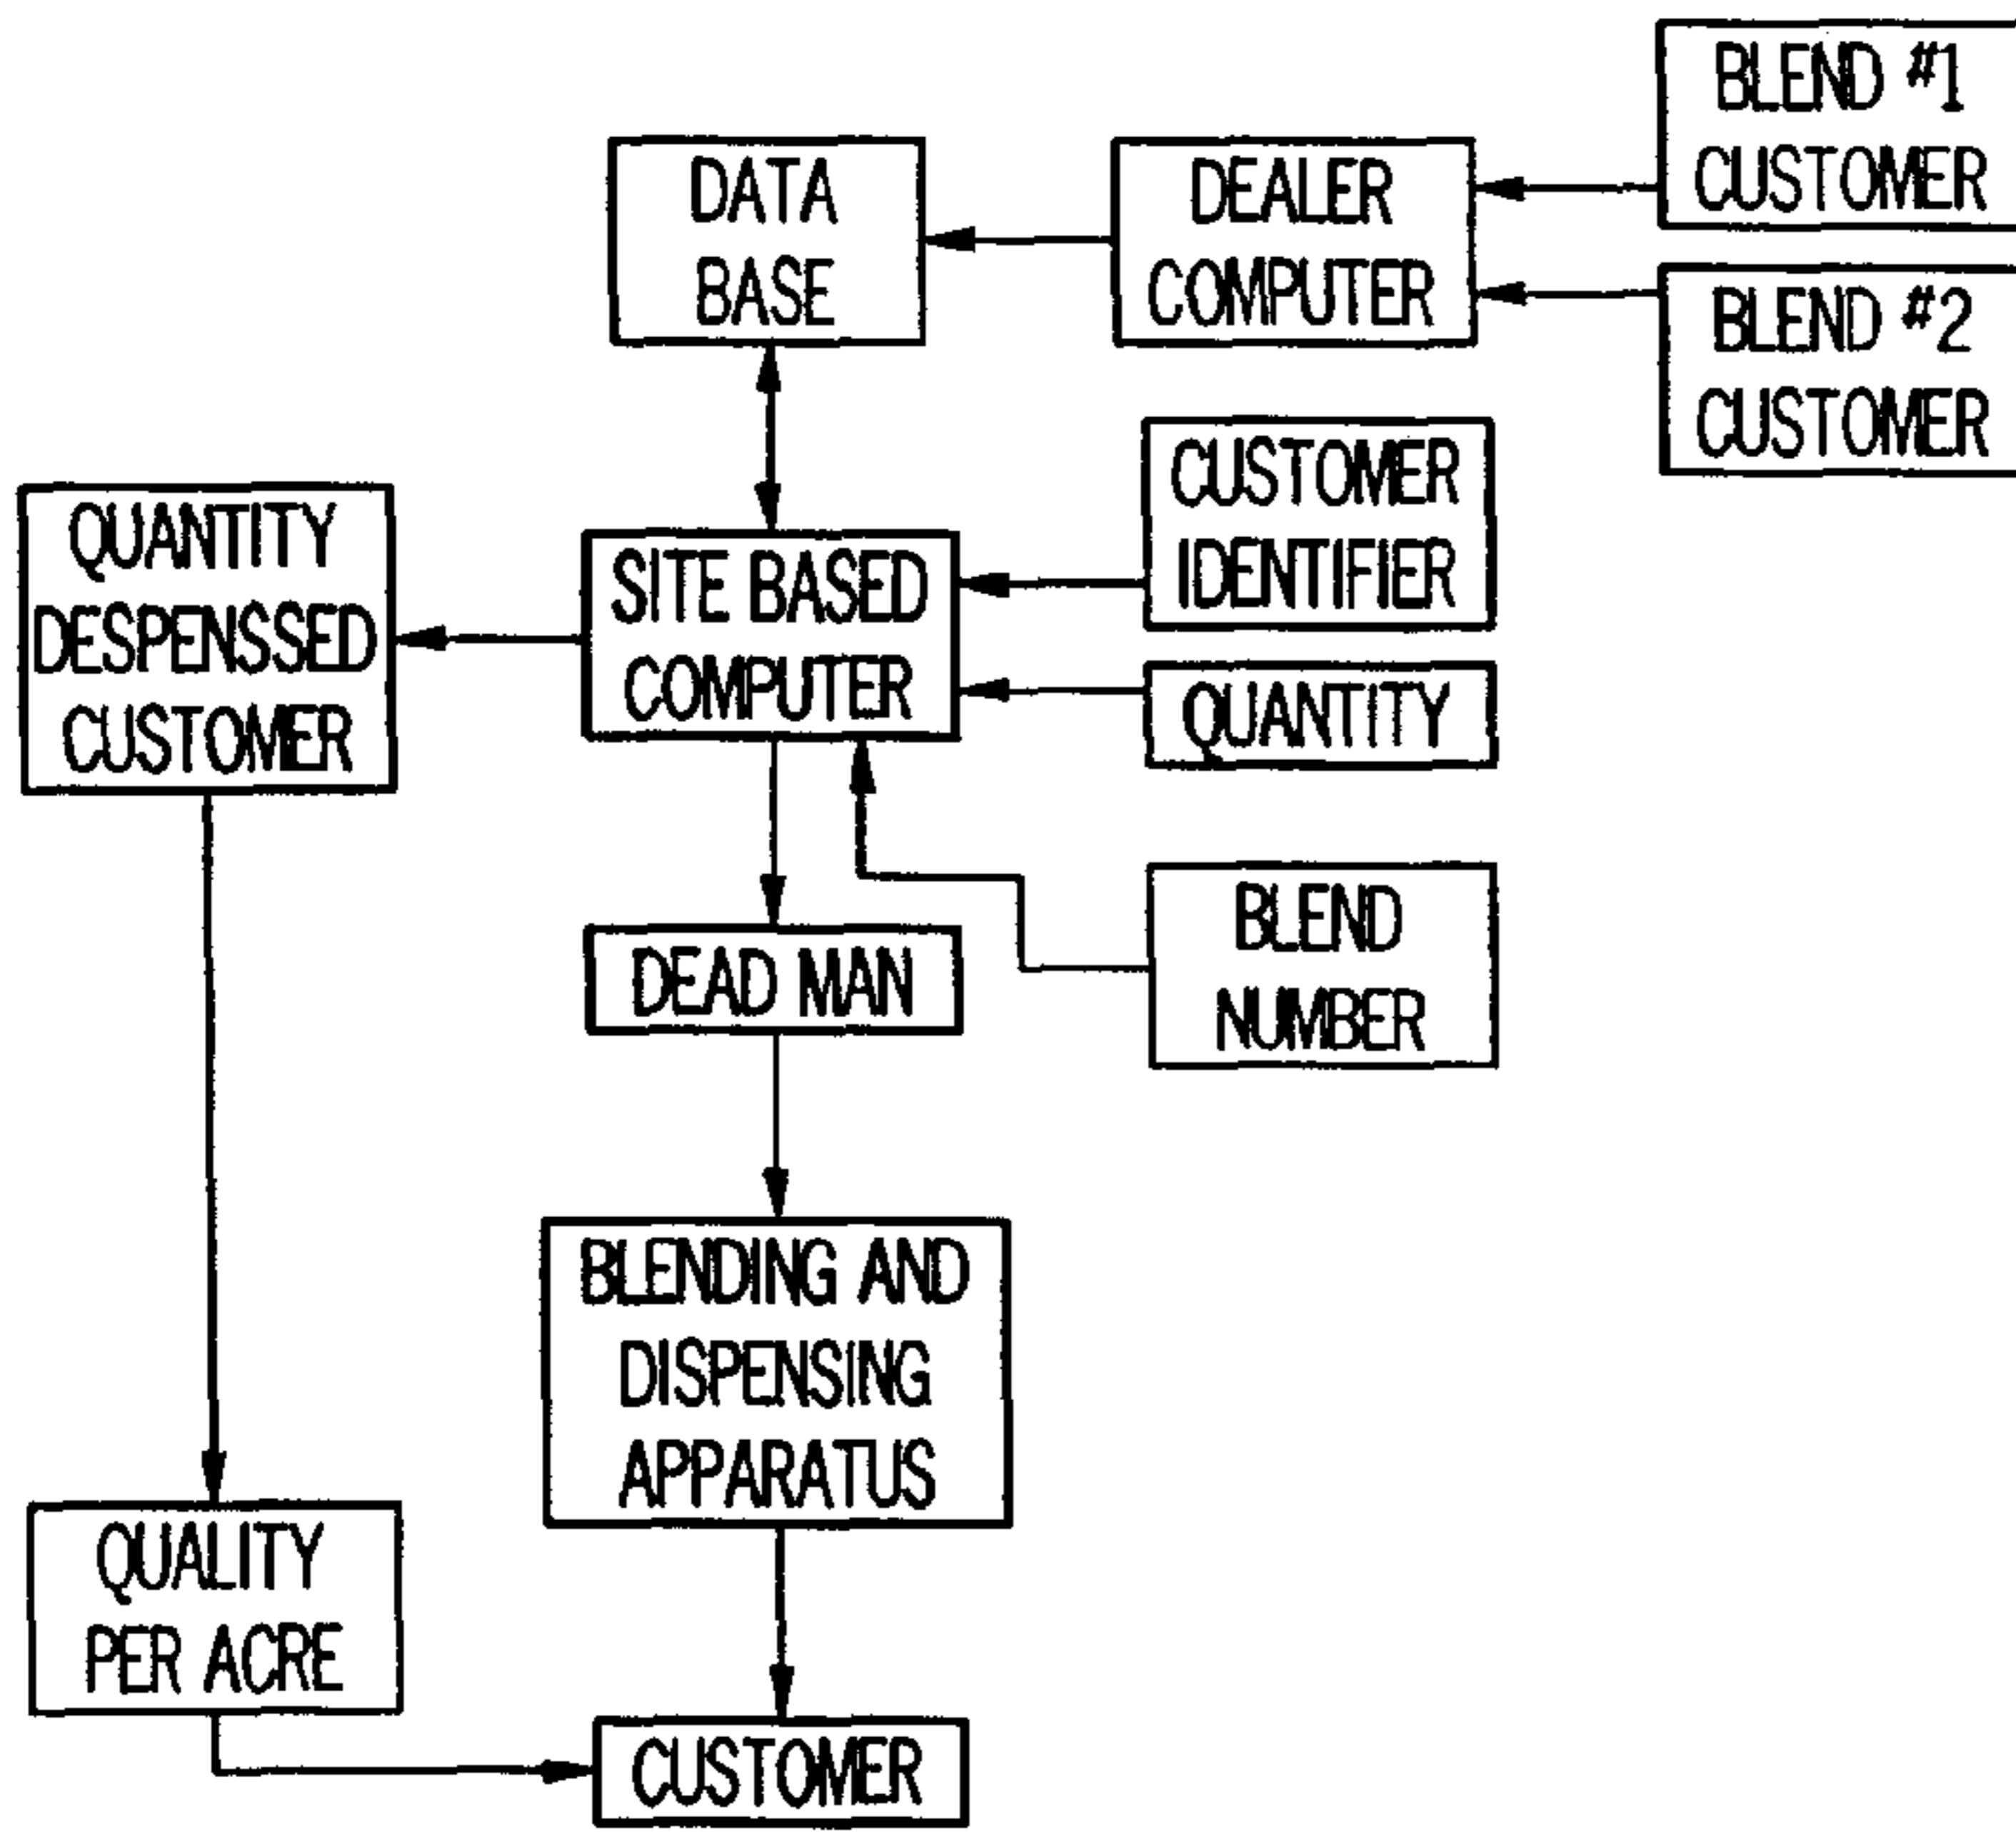 BLEND #1
CUSTOMER
DATA
BASE
DEALER
COMPUTER
BLEND #2
CUSTOMER
CUSTOMER
IDENTIFIER
QUANTITY
DESPENSSED
CUSTOMER
SITE BASED
COMPUTER
QUANTITY
BLEND
NUMBER
DEAD MAN
BLENDING AND
DISPENSING
APPARATUS
QUALITY
PER ACRE
CUSTOMER